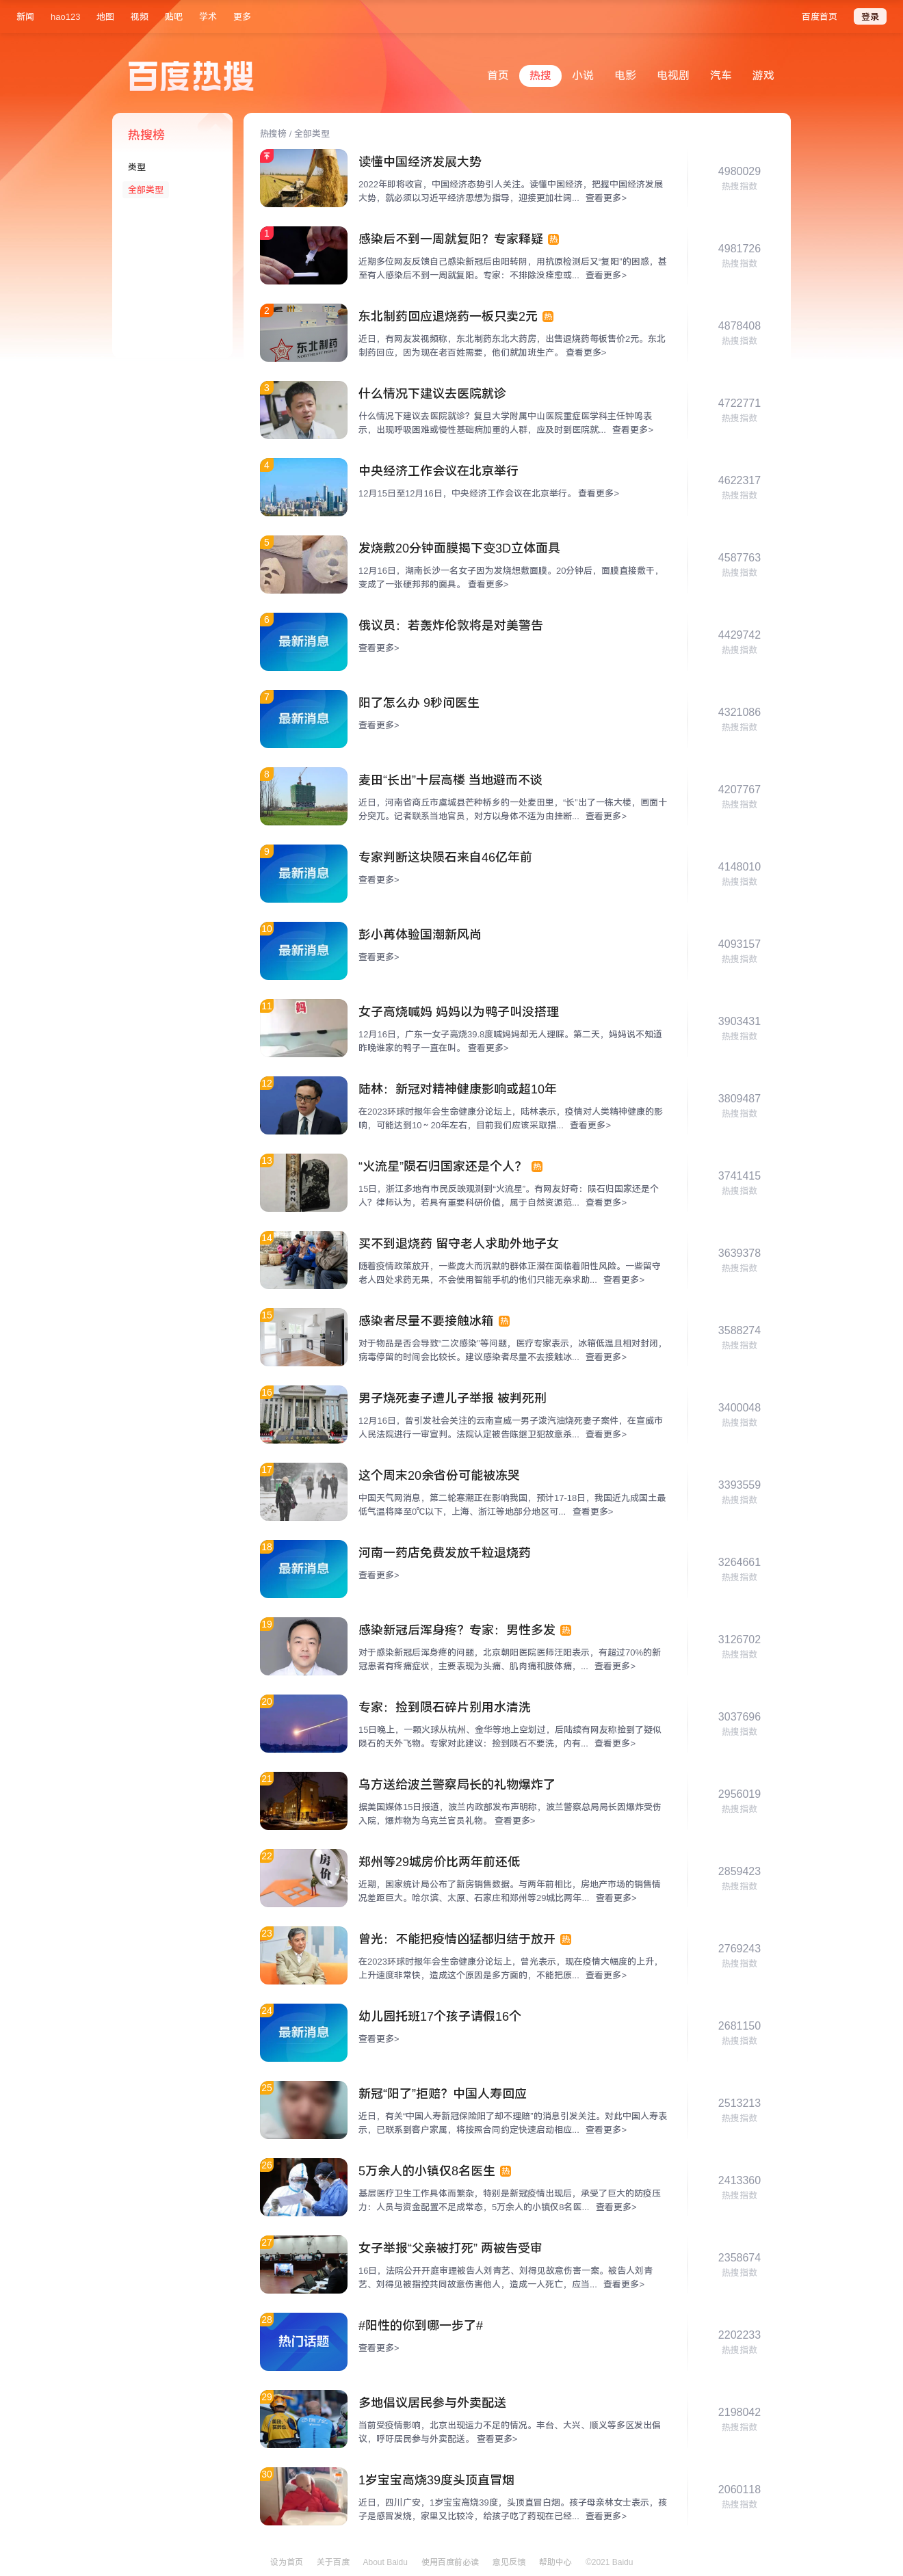 新闻 hao123 地图 视频 贴吧 学术 更多 百度首页 登录
百度热搜 首页 热搜 小说 电影 电视剧 汽车 游戏
热搜榜
类型
全部类型
热搜榜 / 全部类型
读懂中国经济发展大势
2022年即将收官，中国经济态势引人关注。读懂中国经济，把握中国经济发展
大势，就必须以习近平经济思想为指导，迎接更加壮阔... 查看更多>
4980029
热搜指数
1
感染后不到一周就复阳？专家释疑 热
近期多位网友反馈自己感染新冠后由阳转阴，用抗原检测后又“复阳”的困惑，甚
至有人感染后不到一周就复阳。专家：不排除没痊愈或... 查看更多>
4981726
热搜指数
2
东北制药
东北制药回应退烧药一板只卖2元 热
近日，有网友发视频称，东北制药东北大药房，出售退烧药每板售价2元。东北
制药回应，因为现在老百姓需要，他们就加班生产。 查看更多>
4878408
热搜指数
3
什么情况下建议去医院就诊
什么情况下建议去医院就诊？复旦大学附属中山医院重症医学科主任钟鸣表
示，出现呼吸困难或慢性基础病加重的人群，应及时到医院就... 查看更多>
4722771
热搜指数
4
中央经济工作会议在北京举行
12月15日至12月16日，中央经济工作会议在北京举行。 查看更多>
4622317
热搜指数
5
发烧敷20分钟面膜揭下变3D立体面具
12月16日，湖南长沙一名女子因为发烧想敷面膜。20分钟后，面膜直接敷干，
变成了一张硬邦邦的面具。 查看更多>
4587763
热搜指数
6
最新消息
俄议员：若轰炸伦敦将是对美警告
查看更多>
4429742
热搜指数
7
最新消息
阳了怎么办 9秒问医生
查看更多>
4321086
热搜指数
8
麦田“长出”十层高楼 当地避而不谈
近日，河南省商丘市虞城县芒种桥乡的一处麦田里，“长”出了一栋大楼，画面十
分突兀。记者联系当地官员，对方以身体不适为由挂断... 查看更多>
4207767
热搜指数
9
最新消息
专家判断这块陨石来自46亿年前
查看更多>
4148010
热搜指数
10
最新消息
彭小苒体验国潮新风尚
查看更多>
4093157
热搜指数
11
妈
女子高烧喊妈 妈妈以为鸭子叫没搭理
12月16日，广东一女子高烧39.8度喊妈妈却无人理睬。第二天，妈妈说不知道
昨晚谁家的鸭子一直在叫。 查看更多>
3903431
热搜指数
12
陆林：新冠对精神健康影响或超10年
在2023环球时报年会生命健康分论坛上，陆林表示，疫情对人类精神健康的影
响，可能达到10 ~ 20年左右，目前我们应该采取措... 查看更多>
3809487
热搜指数
13
“火流星”陨石归国家还是个人？ 热
15日，浙江多地有市民反映观测到“火流星”。有网友好奇：陨石归国家还是个
人？律师认为，若具有重要科研价值，属于自然资源范... 查看更多>
3741415
热搜指数
14
买不到退烧药 留守老人求助外地子女
随着疫情政策放开，一些庞大而沉默的群体正潜在面临着阳性风险。一些留守
老人四处求药无果，不会使用智能手机的他们只能无奈求助... 查看更多>
3639378
热搜指数
15
感染者尽量不要接触冰箱 热
对于物品是否会导致“二次感染”等问题，医疗专家表示，冰箱低温且相对封闭，
病毒停留的时间会比较长。建议感染者尽量不去接触冰... 查看更多>
3588274
热搜指数
16
男子烧死妻子遭儿子举报 被判死刑
12月16日，曾引发社会关注的云南宣威一男子泼汽油烧死妻子案件，在宣威市
人民法院进行一审宣判。法院认定被告陈继卫犯故意杀... 查看更多>
3400048
热搜指数
17
这个周末20余省份可能被冻哭
中国天气网消息，第二轮寒潮正在影响我国，预计17-18日，我国近九成国土最
低气温将降至0℃以下，上海、浙江等地部分地区可... 查看更多>
3393559
热搜指数
18
最新消息
河南一药店免费发放千粒退烧药
查看更多>
3264661
热搜指数
19
感染新冠后浑身疼？专家：男性多发 热
对于感染新冠后浑身疼的问题，北京朝阳医院医师汪阳表示，有超过70%的新
冠患者有疼痛症状，主要表现为头痛、肌肉痛和肢体痛，... 查看更多>
3126702
热搜指数
20
专家：捡到陨石碎片别用水清洗
15日晚上，一颗火球从杭州、金华等地上空划过，后陆续有网友称捡到了疑似
陨石的天外飞物。专家对此建议：捡到陨石不要洗，内有... 查看更多>
3037696
热搜指数
21
乌方送给波兰警察局长的礼物爆炸了
据美国媒体15日报道，波兰内政部发布声明称，波兰警察总局局长因爆炸受伤
入院，爆炸物为乌克兰官员礼物。 查看更多>
2956019
热搜指数
22
房价
郑州等29城房价比两年前还低
近期，国家统计局公布了新房销售数据。与两年前相比，房地产市场的销售情
况差距巨大。哈尔滨、太原、石家庄和郑州等29城比两年... 查看更多>
2859423
热搜指数
23
曾光：不能把疫情凶猛都归结于放开 热
在2023环球时报年会生命健康分论坛上，曾光表示，现在疫情大幅度的上升，
上升速度非常快，造成这个原因是多方面的，不能把原... 查看更多>
2769243
热搜指数
24
最新消息
幼儿园托班17个孩子请假16个
查看更多>
2681150
热搜指数
25
新冠“阳了”拒赔？中国人寿回应
近日，有关“中国人寿新冠保险阳了却不理赔”的消息引发关注。对此中国人寿表
示，已联系到客户家属，将按照合同约定快速启动相应... 查看更多>
2513213
热搜指数
26
5万余人的小镇仅8名医生 热
基层医疗卫生工作具体而繁杂，特别是新冠疫情出现后，承受了巨大的防疫压
力：人员与资金配置不足成常态，5万余人的小镇仅8名医... 查看更多>
2413360
热搜指数
27
女子举报“父亲被打死” 两被告受审
16日，法院公开开庭审理被告人刘青艺、刘得见故意伤害一案。被告人刘青
艺、刘得见被指控共同故意伤害他人，造成一人死亡，应当... 查看更多>
2358674
热搜指数
28
热门话题
#阳性的你到哪一步了#
查看更多>
2202233
热搜指数
29
多地倡议居民参与外卖配送
当前受疫情影响，北京出现运力不足的情况。丰台、大兴、顺义等多区发出倡
议，呼吁居民参与外卖配送。 查看更多>
2198042
热搜指数
30
1岁宝宝高烧39度头顶直冒烟
近日，四川广安，1岁宝宝高烧39度，头顶直冒白烟。孩子母亲林女士表示，孩
子是感冒发烧，家里又比较冷，给孩子吃了药现在已经... 查看更多>
2060118
热搜指数
设为首页 关于百度 About Baidu 使用百度前必读 意见反馈 帮助中心 ©2021 Baidu